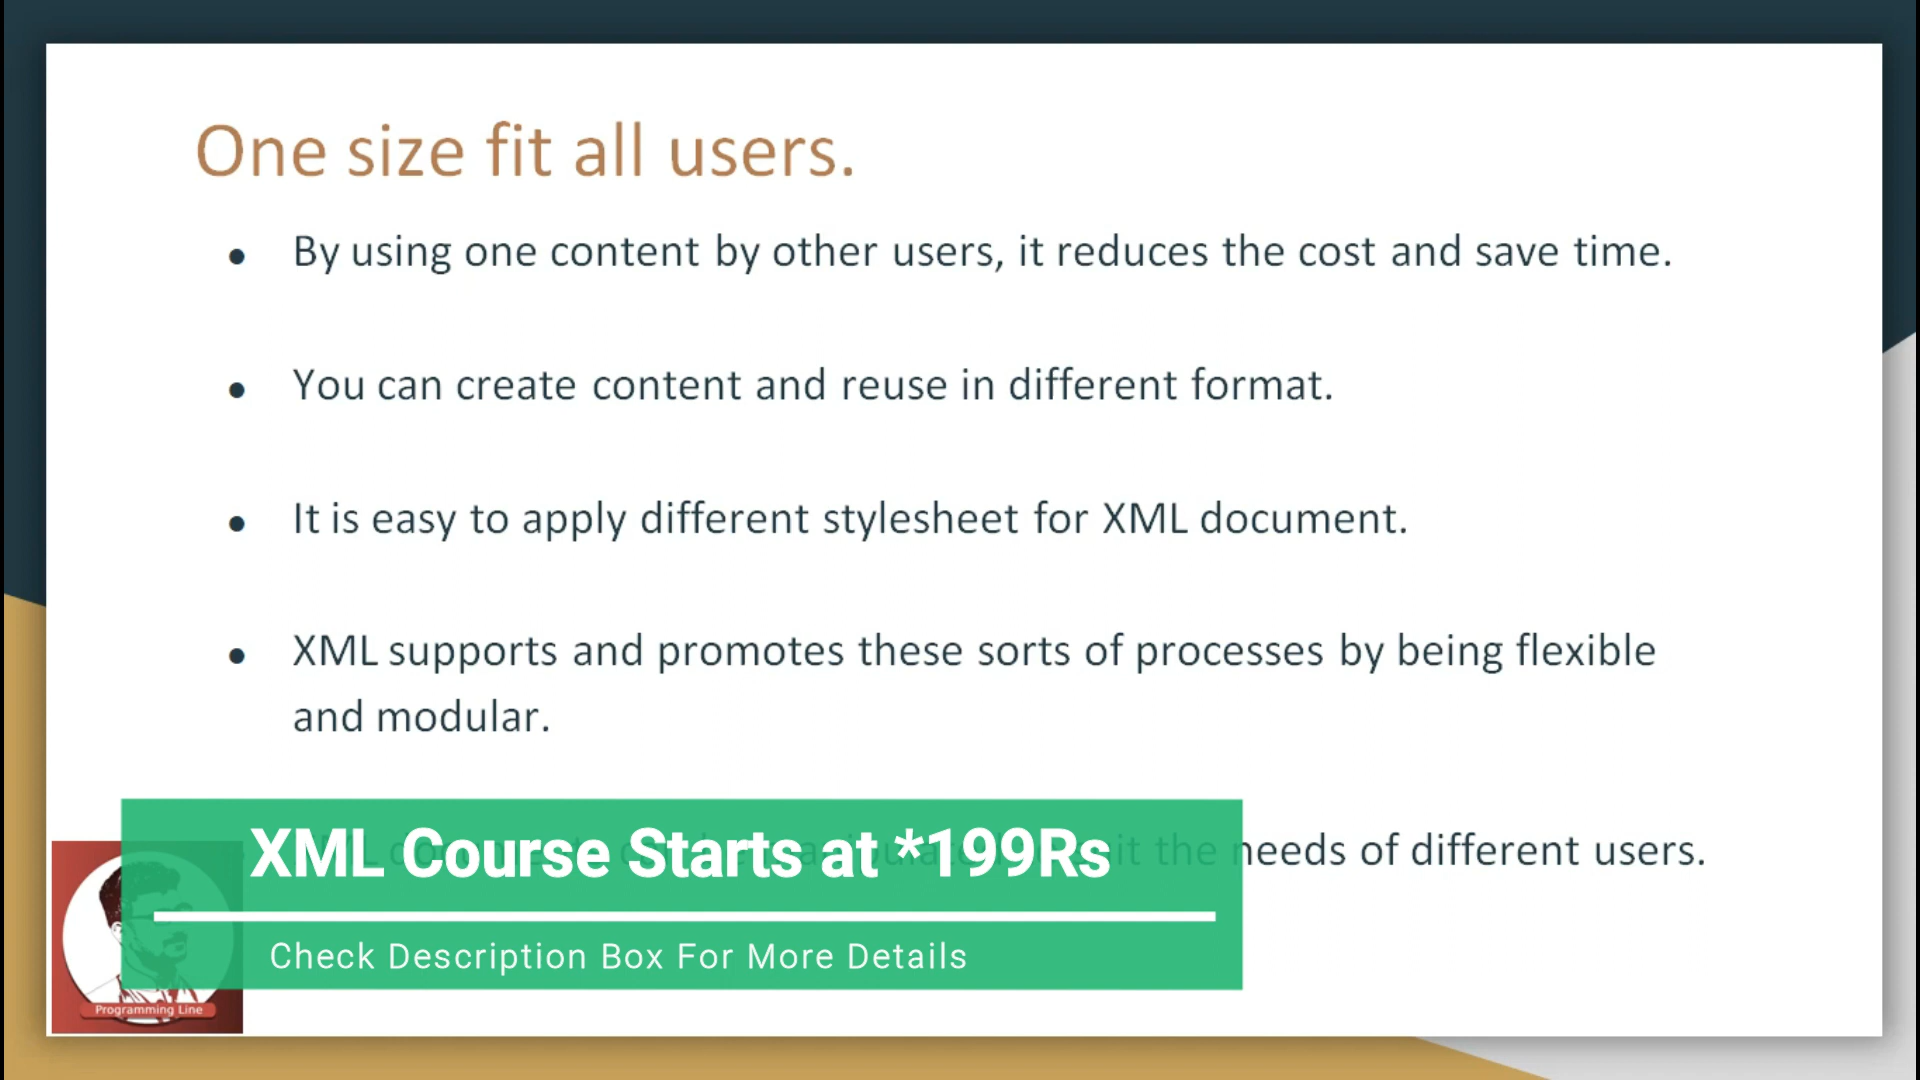 One size fit all users.
By using one content by other users, it reduces the cost and save time.
You can create content and reuse in different format.
It is easy to apply different stylesheet for XML document.
XML supports and promotes these sorts of processes by being flexible
and modular.
the needs of different users.
XML Course Starts at *199Rs
Check Description Box For More Details
Programming Line